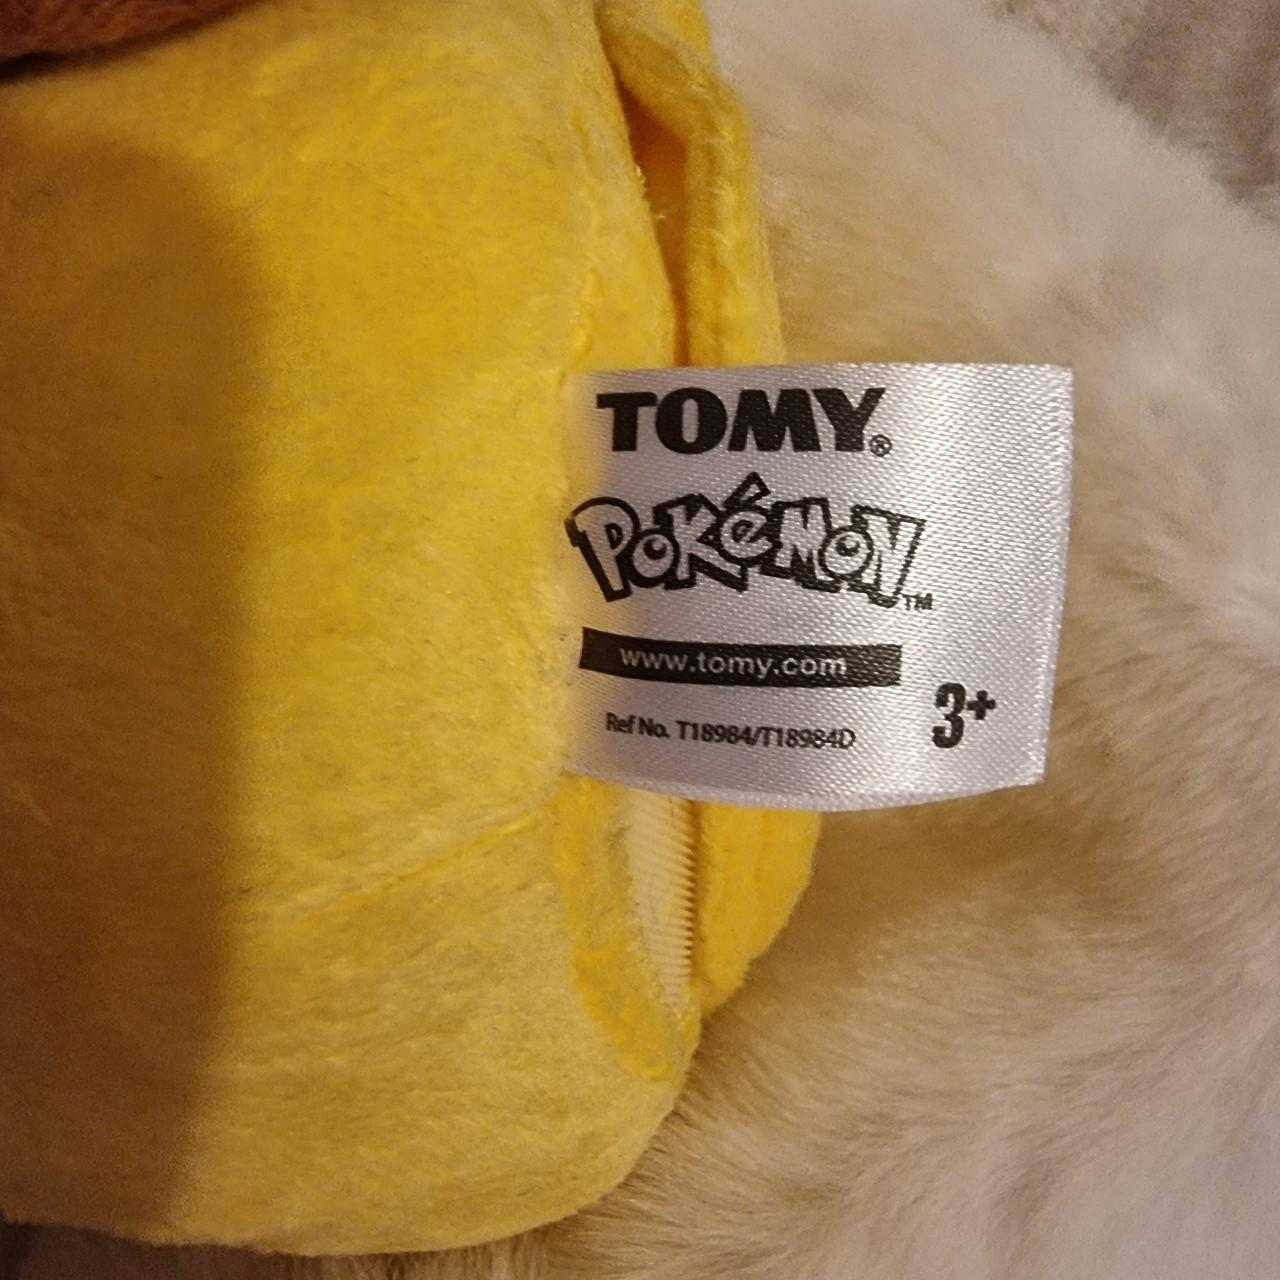 TOMY®
POKéMON™
www.tomy.com
Ref No. T18984/T18984D
3+